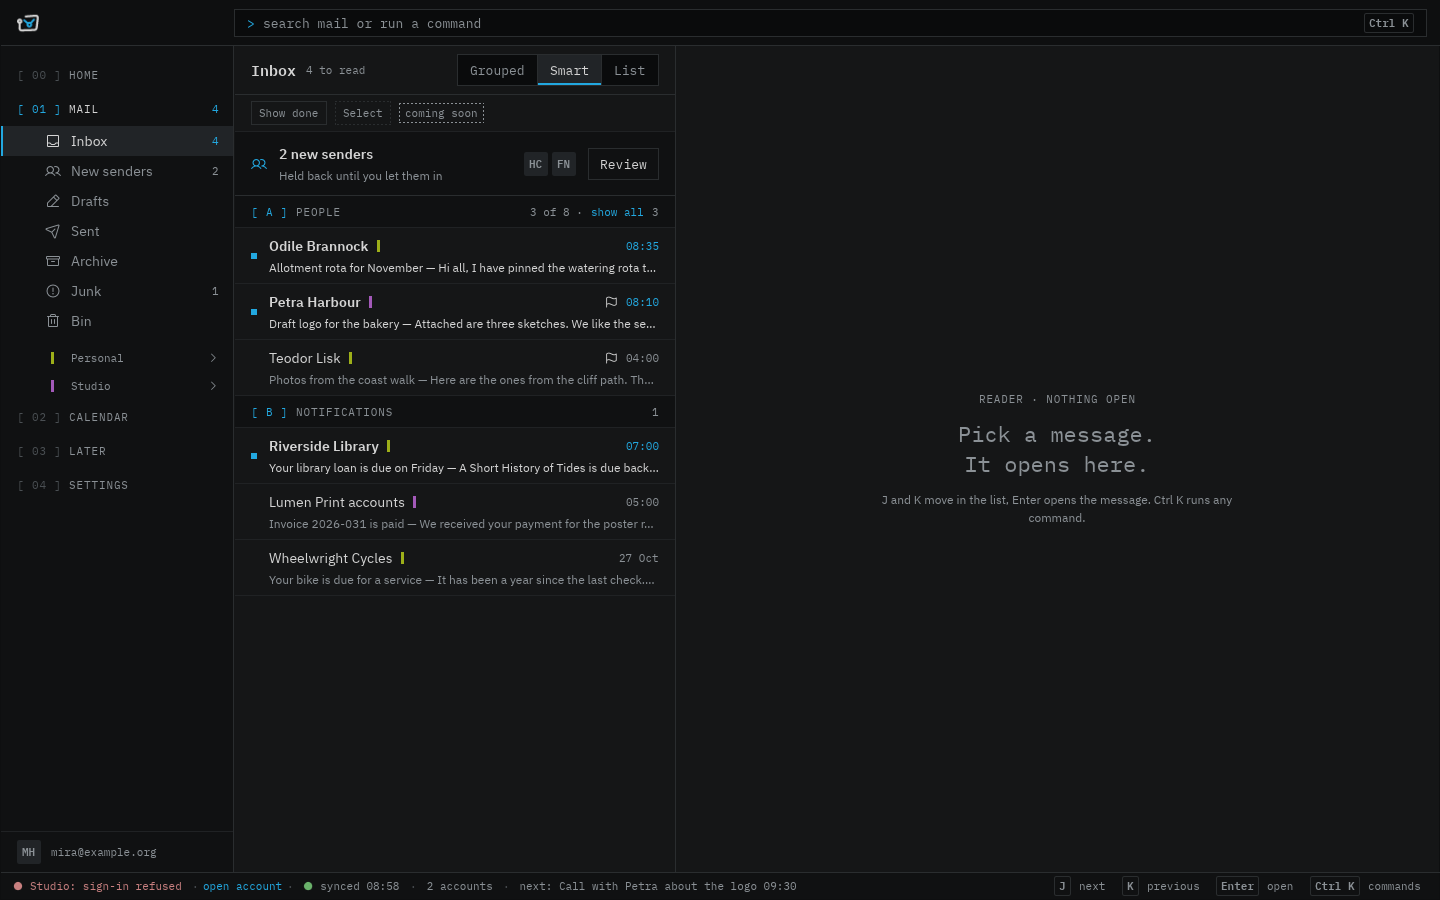 > search mail or run a command
Ctrl K
[ 00 ] HOME
[ 01 ] MAIL 4
Inbox 4
New senders 2
Drafts
Sent
Archive
Junk 1
Bin
Personal
Studio
[ 02 ] CALENDAR
[ 03 ] LATER
[ 04 ] SETTINGS
MH mira@example.org
Inbox 4 to read
Grouped Smart List
Show done Select coming soon
2 new senders
Held back until you let them in
HC FN Review
[ A ] PEOPLE 3 of 8 · show all 3
Odile Brannock 08:35
Allotment rota for November — Hi all, I have pinned the watering rota t…
Petra Harbour 08:10
Draft logo for the bakery — Attached are three sketches. We like the se…
Teodor Lisk 04:00
Photos from the coast walk — Here are the ones from the cliff path. Th…
[ B ] NOTIFICATIONS 1
Riverside Library 07:00
Your library loan is due on Friday — A Short History of Tides is due back…
Lumen Print accounts 05:00
Invoice 2026-031 is paid — We received your payment for the poster r…
Wheelwright Cycles 27 Oct
Your bike is due for a service — It has been a year since the last check.…
READER · NOTHING OPEN
Pick a message.
It opens here.
J and K move in the list, Enter opens the message. Ctrl K runs any
command.
Studio: sign-in refused · open account · synced 08:58 · 2 accounts · next: Call with Petra about the logo 09:30
J next K previous Enter open Ctrl K commands